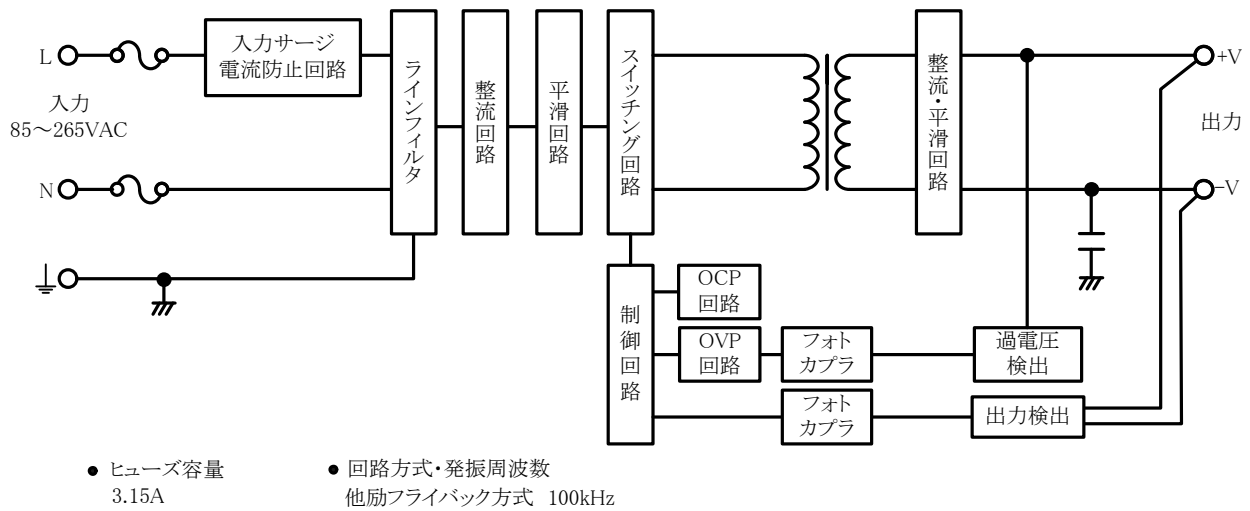 L
入力サージ
電流防止回路
入力
85～265VAC
N
ラインフィルタ
整流回路
平滑回路
スイッチング回路
整流・平滑回路
+V
出力
−V
制御回路
OCP
回路
OVP
回路
フォト
カプラ
過電圧
検出
フォト
カプラ
出力検出
● ヒューズ容量
3.15A
● 回路方式・発振周波数
他励フライバック方式 100kHz